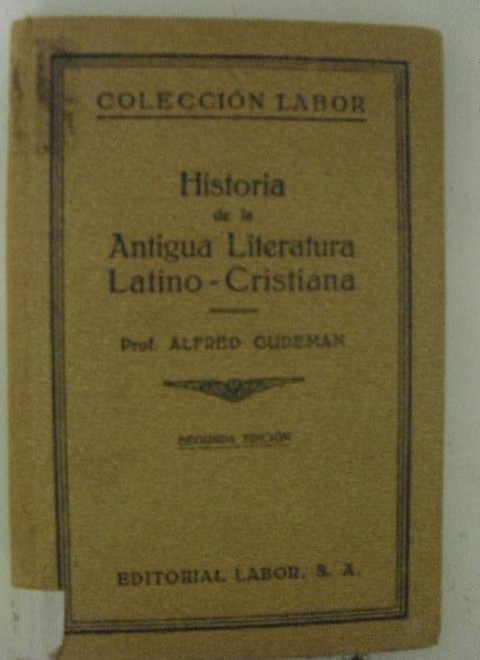 COLECCIÓN LABOR
Historia
de la
Antigua Literatura
Latino-Cristiana
Prof. ALFRED GUDEMAN
SEGUNDA EDICIÓN
EDITORIAL LABOR, S. A.